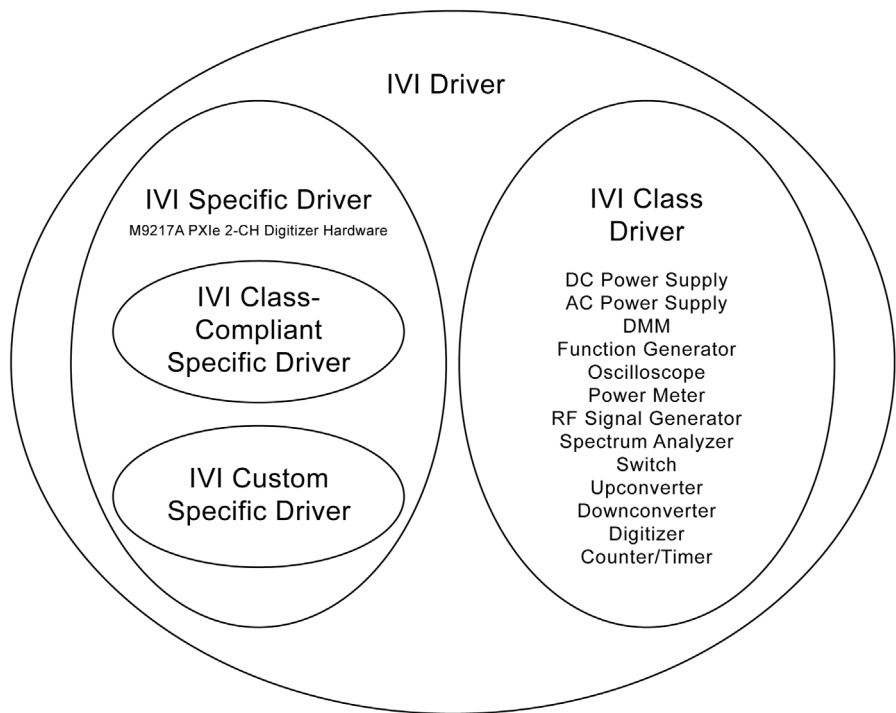 IVI Driver
IVI Specific Driver
M9217A PXIe 2-CH Digitizer Hardware
IVI Class-
Compliant
Specific Driver
IVI Custom
Specific Driver
IVI Class
Driver
DC Power Supply
AC Power Supply
DMM
Function Generator
Oscilloscope
Power Meter
RF Signal Generator
Spectrum Analyzer
Switch
Upconverter
Downconverter
Digitizer
Counter/Timer